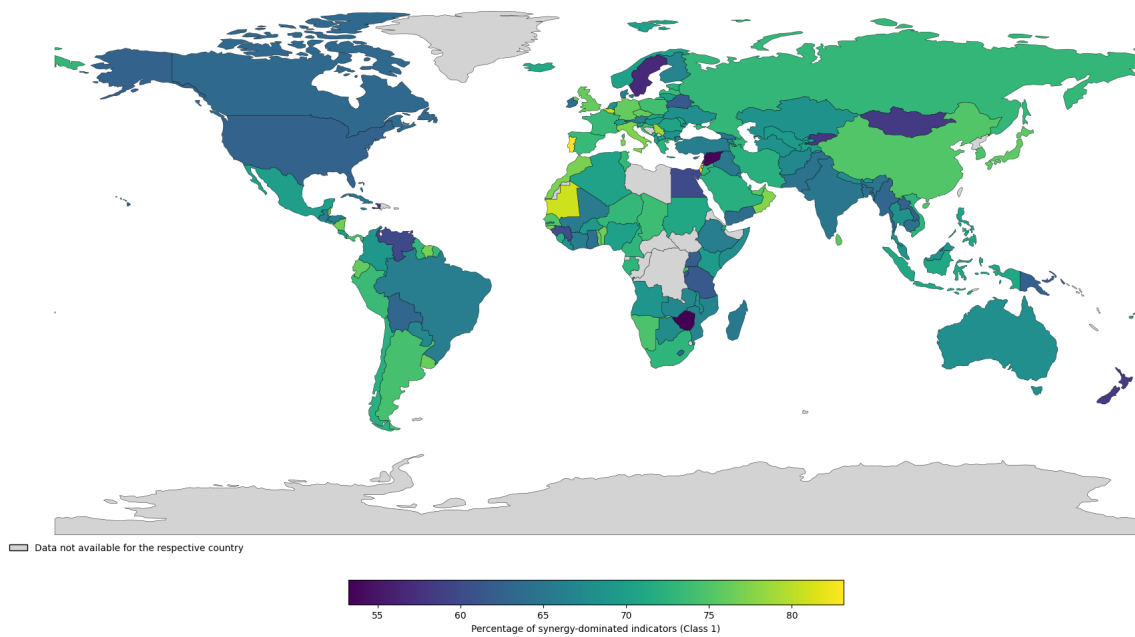 Data not available for the respective country
55 60 65 70 75 80
Percentage of synergy-dominated indicators (Class 1)